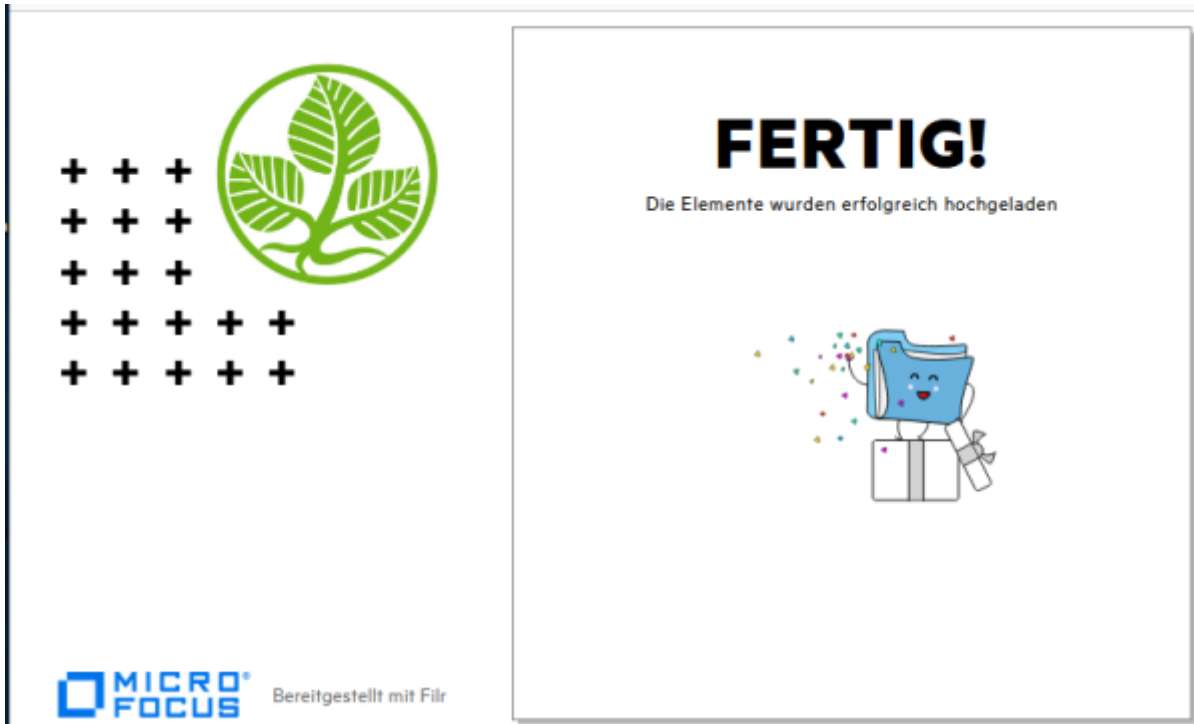 FERTIG!
Die Elemente wurden erfolgreich hochgeladen
MICRO®
FOCUS
Bereitgestellt mit Filr